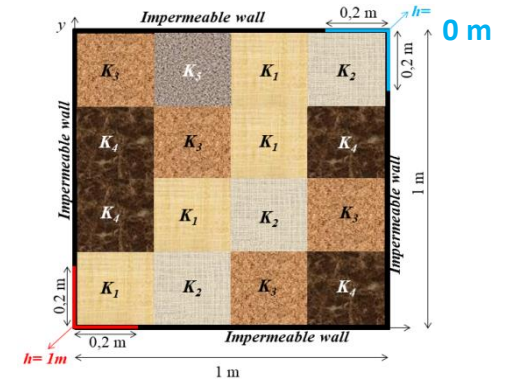 Impermeable wall
0,2 m
h=
0 m
y
K3
K5
K1
K2
0,2 m
K4
K3
K1
K4
Impermeable wall
Impermeable wall
1 m
K4
K1
K2
K3
K1
K2
K3
K4
0,2 m
0,2 m
Impermeable wall
h= 1m
1 m